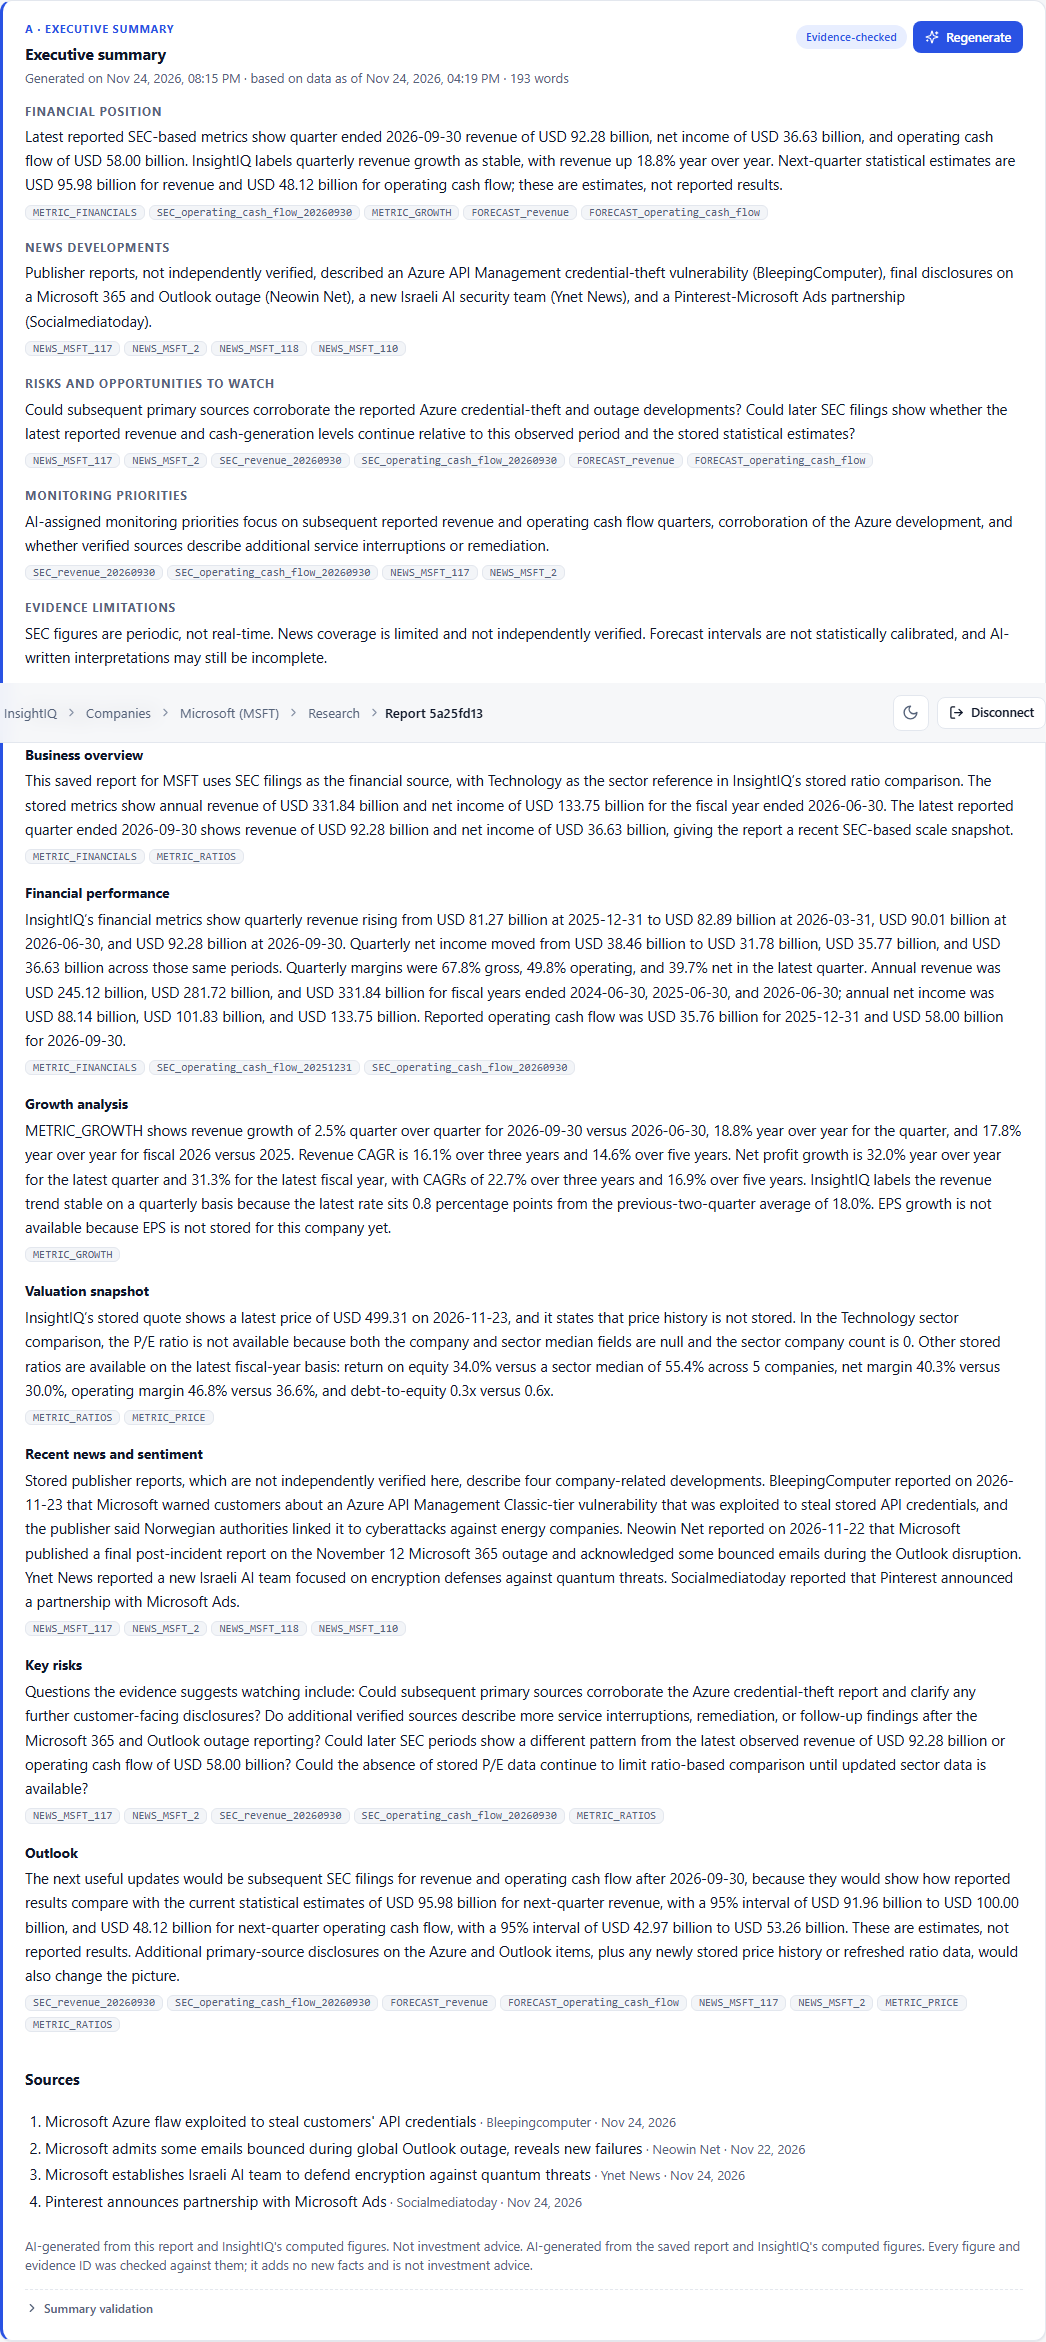 A · EXECUTIVE SUMMARY
Executive summary
Evidence-checked
Regenerate
Generated on Nov 24, 2026, 08:15 PM · based on data as of Nov 24, 2026, 04:19 PM · 193 words
FINANCIAL POSITION
Latest reported SEC-based metrics show quarter ended 2026-09-30 revenue of USD 92.28 billion, net income of USD 36.63 billion, and operating cash
flow of USD 58.00 billion. InsightIQ labels quarterly revenue growth as stable, with revenue up 18.8% year over year. Next-quarter statistical estimates are
USD 95.98 billion for revenue and USD 48.12 billion for operating cash flow; these are estimates, not reported results.
METRIC_FINANCIALS SEC_operating_cash_flow_20260930 METRIC_GROWTH FORECAST_revenue FORECAST_operating_cash_flow
NEWS DEVELOPMENTS
Publisher reports, not independently verified, described an Azure API Management credential-theft vulnerability (BleepingComputer), final disclosures on
a Microsoft 365 and Outlook outage (Neowin Net), a new Israeli AI security team (Ynet News), and a Pinterest-Microsoft Ads partnership
(Socialmediatoday).
NEWS_MSFT_117 NEWS_MSFT_2 NEWS_MSFT_118 NEWS_MSFT_110
RISKS AND OPPORTUNITIES TO WATCH
Could subsequent primary sources corroborate the reported Azure credential-theft and outage developments? Could later SEC filings show whether the
latest reported revenue and cash-generation levels continue relative to this observed period and the stored statistical estimates?
NEWS_MSFT_117 NEWS_MSFT_2 SEC_revenue_20260930 SEC_operating_cash_flow_20260930 FORECAST_revenue FORECAST_operating_cash_flow
MONITORING PRIORITIES
AI-assigned monitoring priorities focus on subsequent reported revenue and operating cash flow quarters, corroboration of the Azure development, and
whether verified sources describe additional service interruptions or remediation.
SEC_revenue_20260930 SEC_operating_cash_flow_20260930 NEWS_MSFT_117 NEWS_MSFT_2
EVIDENCE LIMITATIONS
SEC figures are periodic, not real-time. News coverage is limited and not independently verified. Forecast intervals are not statistically calibrated, and AI-
written interpretations may still be incomplete.
InsightIQ > Companies > Microsoft (MSFT) > Research > Report 5a25fd13
Disconnect
Business overview
This saved report for MSFT uses SEC filings as the financial source, with Technology as the sector reference in InsightIQ's stored ratio comparison. The
stored metrics show annual revenue of USD 331.84 billion and net income of USD 133.75 billion for the fiscal year ended 2026-06-30. The latest reported
quarter ended 2026-09-30 shows revenue of USD 92.28 billion and net income of USD 36.63 billion, giving the report a recent SEC-based scale snapshot.
METRIC_FINANCIALS METRIC_RATIOS
Financial performance
InsightIQ's financial metrics show quarterly revenue rising from USD 81.27 billion at 2025-12-31 to USD 82.89 billion at 2026-03-31, USD 90.01 billion at
2026-06-30, and USD 92.28 billion at 2026-09-30. Quarterly net income moved from USD 38.46 billion to USD 31.78 billion, USD 35.77 billion, and USD
36.63 billion across those same periods. Quarterly margins were 67.8% gross, 49.8% operating, and 39.7% net in the latest quarter. Annual revenue was
USD 245.12 billion, USD 281.72 billion, and USD 331.84 billion for fiscal years ended 2024-06-30, 2025-06-30, and 2026-06-30; annual net income was
USD 88.14 billion, USD 101.83 billion, and USD 133.75 billion. Reported operating cash flow was USD 35.76 billion for 2025-12-31 and USD 58.00 billion
for 2026-09-30.
METRIC_FINANCIALS SEC_operating_cash_flow_20251231 SEC_operating_cash_flow_20260930
Growth analysis
METRIC_GROWTH shows revenue growth of 2.5% quarter over quarter for 2026-09-30 versus 2026-06-30, 18.8% year over year for the quarter, and 17.8%
year over year for fiscal 2026 versus 2025. Revenue CAGR is 16.1% over three years and 14.6% over five years. Net profit growth is 32.0% year over year
for the latest quarter and 31.3% for the latest fiscal year, with CAGRs of 22.7% over three years and 16.9% over five years. InsightIQ labels the revenue
trend stable on a quarterly basis because the latest rate sits 0.8 percentage points from the previous-two-quarter average of 18.0%. EPS growth is not
available because EPS is not stored for this company yet.
METRIC_GROWTH
Valuation snapshot
InsightIQ's stored quote shows a latest price of USD 499.31 on 2026-11-23, and it states that price history is not stored. In the Technology sector
comparison, the P/E ratio is not available because both the company and sector median fields are null and the sector company count is 0. Other stored
ratios are available on the latest fiscal-year basis: return on equity 34.0% versus a sector median of 55.4% across 5 companies, net margin 40.3% versus
30.0%, operating margin 46.8% versus 36.6%, and debt-to-equity 0.3x versus 0.6x.
METRIC_RATIOS METRIC_PRICE
Recent news and sentiment
Stored publisher reports, which are not independently verified here, describe four company-related developments. BleepingComputer reported on 2026-
11-23 that Microsoft warned customers about an Azure API Management Classic-tier vulnerability that was exploited to steal stored API credentials, and
the publisher said Norwegian authorities linked it to cyberattacks against energy companies. Neowin Net reported on 2026-11-22 that Microsoft
published a final post-incident report on the November 12 Microsoft 365 outage and acknowledged some bounced emails during the Outlook disruption.
Ynet News reported a new Israeli AI team focused on encryption defenses against quantum threats. Socialmediatoday reported that Pinterest announced
a partnership with Microsoft Ads.
NEWS_MSFT_117 NEWS_MSFT_2 NEWS_MSFT_118 NEWS_MSFT_110
Key risks
Questions the evidence suggests watching include: Could subsequent primary sources corroborate the Azure credential-theft report and clarify any
further customer-facing disclosures? Do additional verified sources describe more service interruptions, remediation, or follow-up findings after the
Microsoft 365 and Outlook outage reporting? Could later SEC periods show a different pattern from the latest observed revenue of USD 92.28 billion or
operating cash flow of USD 58.00 billion? Could the absence of stored P/E data continue to limit ratio-based comparison until updated sector data is
available?
NEWS_MSFT_117 NEWS_MSFT_2 SEC_revenue_20260930 SEC_operating_cash_flow_20260930 METRIC_RATIOS
Outlook
The next useful updates would be subsequent SEC filings for revenue and operating cash flow after 2026-09-30, because they would show how reported
results compare with the current statistical estimates of USD 95.98 billion for next-quarter revenue, with a 95% interval of USD 91.96 billion to USD 100.00
billion, and USD 48.12 billion for next-quarter operating cash flow, with a 95% interval of USD 42.97 billion to USD 53.26 billion. These are estimates, not
reported results. Additional primary-source disclosures on the Azure and Outlook items, plus any newly stored price history or refreshed ratio data, would
also change the picture.
SEC_revenue_20260930 SEC_operating_cash_flow_20260930 FORECAST_revenue FORECAST_operating_cash_flow NEWS_MSFT_117 NEWS_MSFT_2 METRIC_PRICE
METRIC_RATIOS
Sources
1. Microsoft Azure flaw exploited to steal customers' API credentials · Bleepingcomputer · Nov 24, 2026
2. Microsoft admits some emails bounced during global Outlook outage, reveals new failures · Neowin Net · Nov 22, 2026
3. Microsoft establishes Israeli AI team to defend encryption against quantum threats · Ynet News · Nov 24, 2026
4. Pinterest announces partnership with Microsoft Ads · Socialmediatoday · Nov 24, 2026
AI-generated from this report and InsightIQ's computed figures. Not investment advice. AI-generated from the saved report and InsightIQ's computed figures. Every figure and
evidence ID was checked against them; it adds no new facts and is not investment advice.
> Summary validation